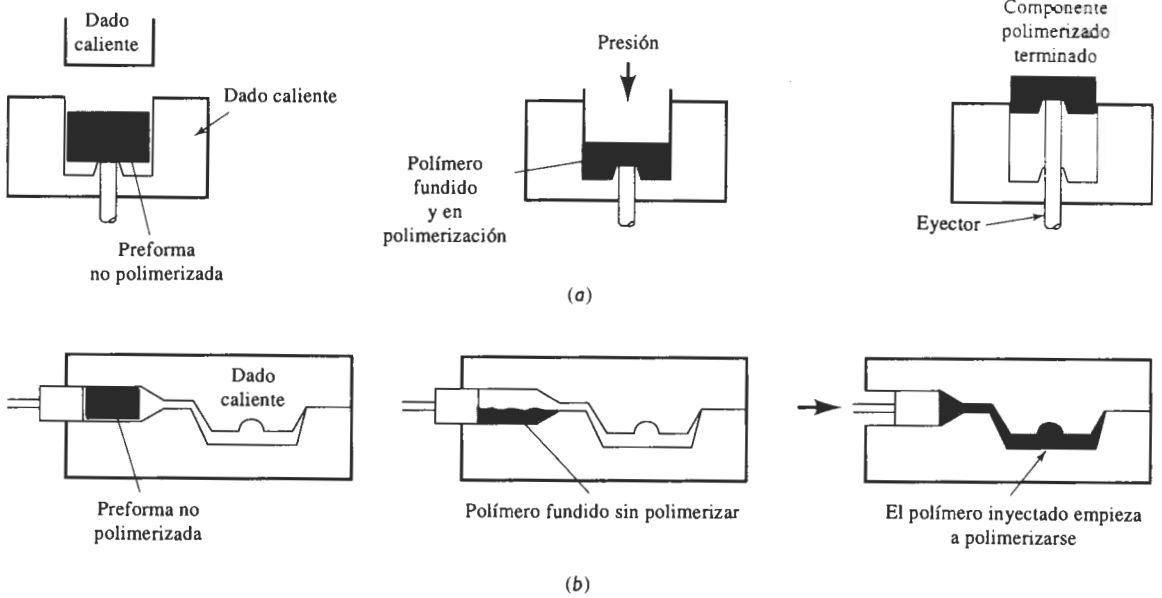 Dado
caliente
Dado caliente
Preforma
no polimerizada
Presión
Polímero
fundido
y en
polimerización
Componente
polimerizado
terminado
Eyector
(a)
Dado
caliente
Preforma no
polimerizada
Polímero fundido sin polimerizar
El polímero inyectado empieza
a polimerizarse
(b)